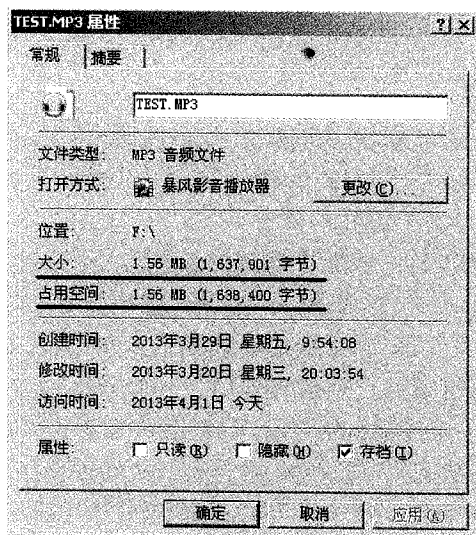 TEST.MP3 属性
常规 摘要
TEST.MP3
文件类型: MP3 音频文件
打开方式: 暴风影音播放器 更改(C)...
位置: F:\
大小: 1.56 MB (1,637,901 字节)
占用空间: 1.56 MB (1,638,400 字节)
创建时间: 2013年3月29日 星期五, 9:54:08
修改时间: 2013年3月20日 星期三, 20:03:54
访问时间: 2013年4月1日 今天
属性: 只读(R) 隐藏(H) 存档(I)
确定 取消 应用(A)